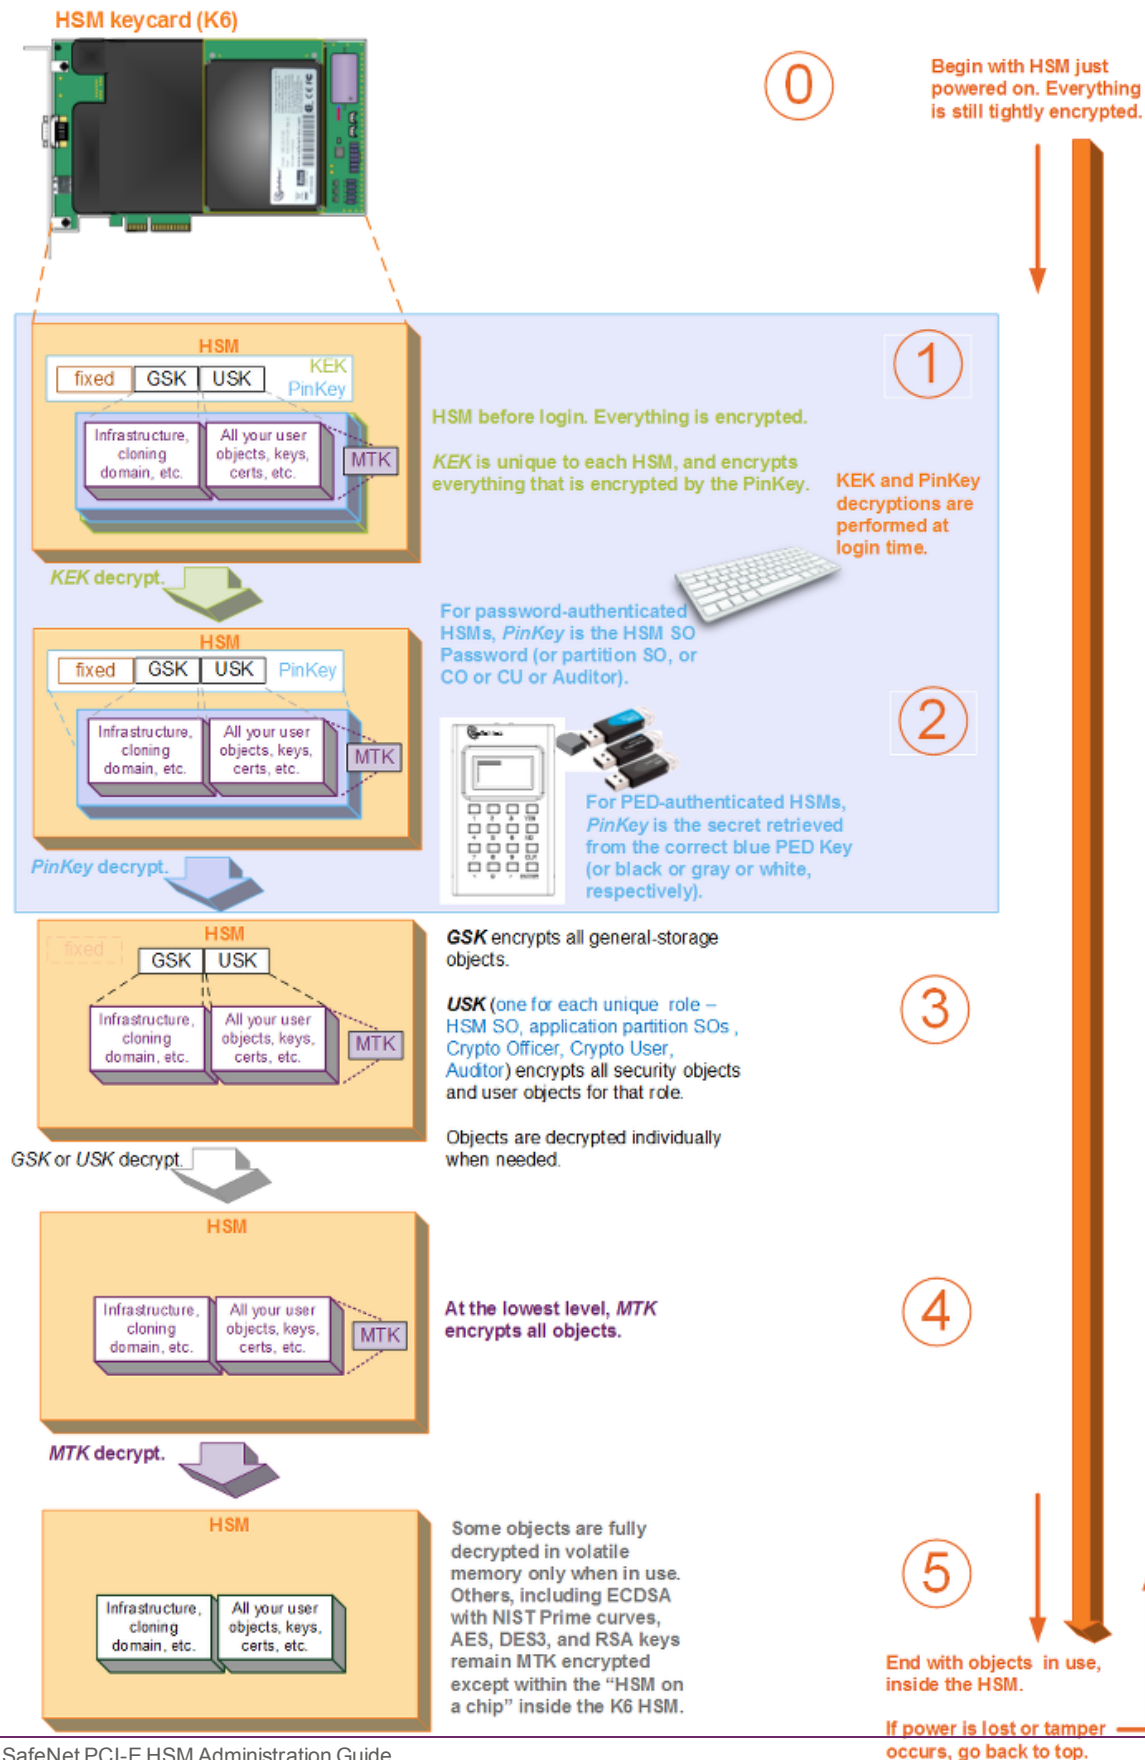 HSM keycard (K6)
0
Begin with HSM just
powered on. Everything
is still tightly encrypted.
HSM
KEK
fixed
GSK
USK
PinKey
Infrastructure,
cloning
domain, etc.
All your user
objects, keys,
certs, etc.
MTK
1
HSM before login. Everything is encrypted.
KEK is unique to each HSM, and encrypts
everything that is encrypted by the PinKey.
KEK and PinKey
decryptions are
performed at
login time.
KEK decrypt.
HSM
fixed
GSK
USK
PinKey
Infrastructure,
cloning
domain, etc.
All your user
objects, keys,
certs, etc.
MTK
For password-authenticated
HSMs, PinKey is the HSM SO
Password (or partition SO, or
CO or CU or Auditor).
2
For PED-authenticated HSMs,
PinKey is the secret retrieved
from the correct blue PED Key
(or black or gray or white,
respectively).
PinKey decrypt.
HSM
fixed
GSK
USK
Infrastructure,
cloning
domain, etc.
All your user
objects, keys,
certs, etc.
MTK
GSK encrypts all general-storage
objects.
USK (one for each unique role –
HSM SO, application partition SOs ,
Crypto Officer, Crypto User,
Auditor) encrypts all security objects
and user objects for that role.
Objects are decrypted individually
when needed.
3
GSK or USK decrypt.
HSM
Infrastructure,
cloning
domain, etc.
All your user
objects, keys,
certs, etc.
MTK
At the lowest level, MTK
encrypts all objects.
4
MTK decrypt.
HSM
Infrastructure,
cloning
domain, etc.
All your user
objects, keys,
certs, etc.
Some objects are fully
decrypted in volatile
memory only when in use.
Others, including ECDSA
with NIST Prime curves,
AES, DES3, and RSA keys
remain MTK encrypted
except within the “HSM on
a chip” inside the K6 HSM.
5
End with objects in use,
inside the HSM.
If power is lost or tamper
occurs, go back to top.
SafeNet PCI-E HSM Administration Guide